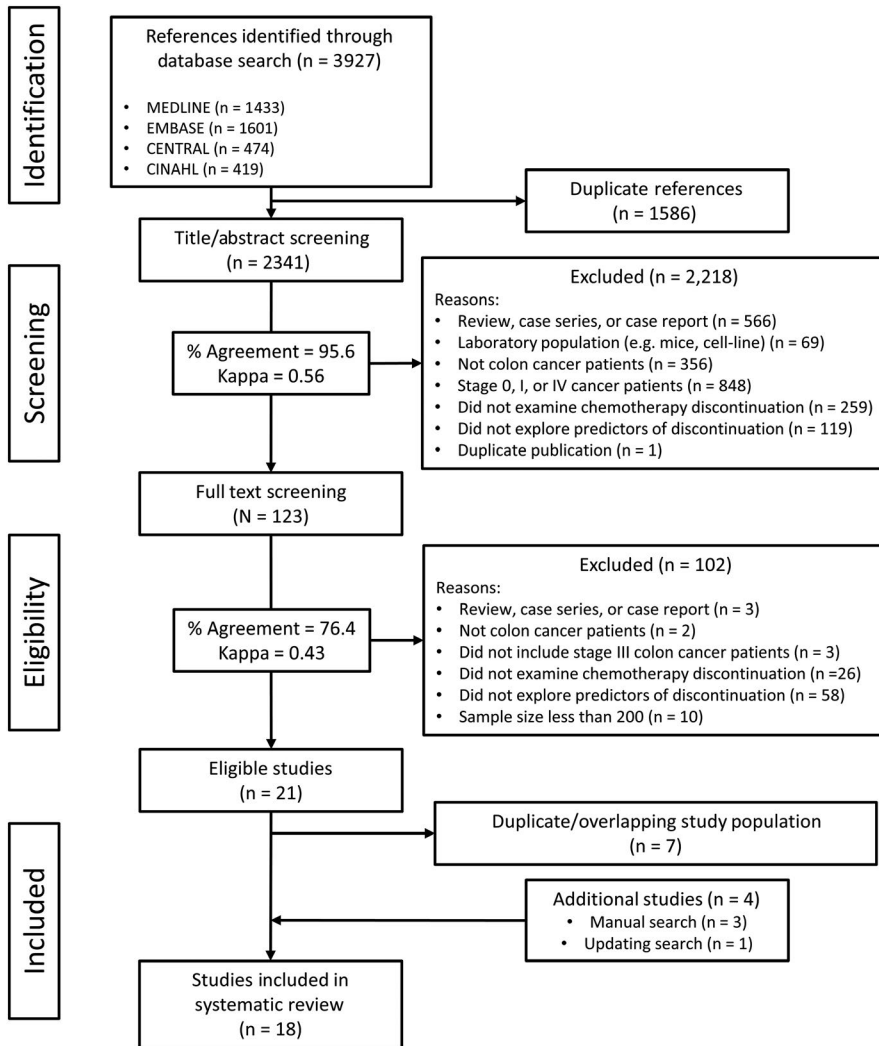 Identification
References identified through
database search (n = 3927)
• MEDLINE (n = 1433)
• EMBASE (n = 1601)
• CENTRAL (n = 474)
• CINAHL (n = 419)
Duplicate references
(n = 1586)
Title/abstract screening
(n = 2341)
Screening
% Agreement = 95.6
Kappa = 0.56
Excluded (n = 2,218)
Reasons:
• Review, case series, or case report (n = 566)
• Laboratory population (e.g. mice, cell-line) (n = 69)
• Not colon cancer patients (n = 356)
• Stage 0, I, or IV cancer patients (n = 848)
• Did not examine chemotherapy discontinuation (n = 259)
• Did not explore predictors of discontinuation (n = 119)
• Duplicate publication (n = 1)
Full text screening
(N = 123)
Eligibility
% Agreement = 76.4
Kappa = 0.43
Excluded (n = 102)
Reasons:
• Review, case series, or case report (n = 3)
• Not colon cancer patients (n = 2)
• Did not include stage III colon cancer patients (n = 3)
• Did not examine chemotherapy discontinuation (n =26)
• Did not explore predictors of discontinuation (n = 58)
• Sample size less than 200 (n = 10)
Eligible studies
(n = 21)
Included
Duplicate/overlapping study population
(n = 7)
Additional studies (n = 4)
• Manual search (n = 3)
• Updating search (n = 1)
Studies included in
systematic review
(n = 18)